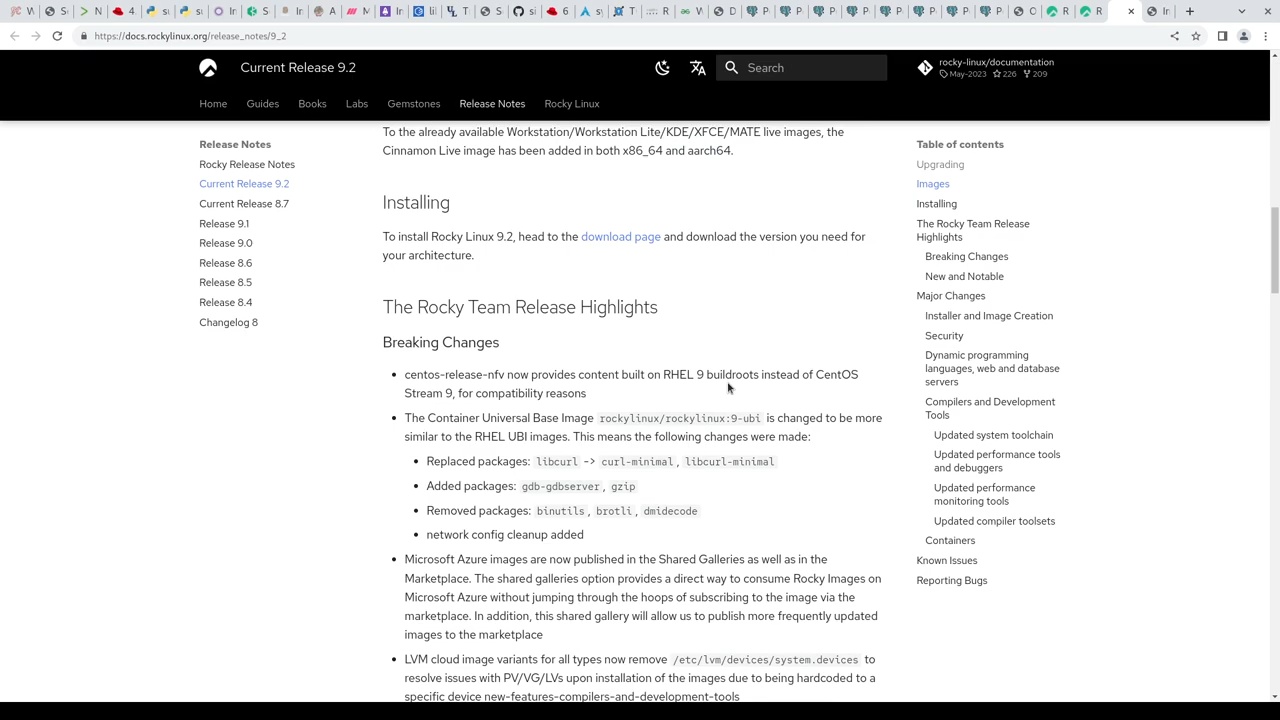 https://docs.rockylinux.org/release_notes/9_2
Current Release 9.2
Search
rocky-linux/documentation
May-2023 226 209
Home Guides Books Labs Gemstones Release Notes Rocky Linux
Release Notes
Rocky Release Notes
Current Release 9.2
Current Release 8.7
Release 9.1
Release 9.0
Release 8.6
Release 8.5
Release 8.4
Changelog 8
To the already available Workstation/Workstation Lite/KDE/XFCE/MATE live images, the
Cinnamon Live image has been added in both x86_64 and aarch64.
Installing
To install Rocky Linux 9.2, head to the download page and download the version you need for
your architecture.
The Rocky Team Release Highlights
Breaking Changes
• centos-release-nfv now provides content built on RHEL 9 buildroots instead of CentOS
Stream 9, for compatibility reasons
• The Container Universal Base Image rockylinux/rockylinux:9-ubi is changed to be more
similar to the RHEL UBI images. This means the following changes were made:
• Replaced packages: libcurl -> curl-minimal, libcurl-minimal
• Added packages: gdb-gdbserver, gzip
• Removed packages: binutils, brotli, dmidecode
• network config cleanup added
• Microsoft Azure images are now published in the Shared Galleries as well as in the
Marketplace. The shared galleries option provides a direct way to consume Rocky Images on
Microsoft Azure without jumping through the hoops of subscribing to the image via the
marketplace. In addition, this shared gallery will allow us to publish more frequently updated
images to the marketplace
• LVM cloud image variants for all types now remove /etc/lvm/devices/system.devices to
resolve issues with PV/VG/LVs upon installation of the images due to being hardcoded to a
specific device new-features-compilers-and-development-tools
Table of contents
Upgrading
Images
Installing
The Rocky Team Release
Highlights
Breaking Changes
New and Notable
Major Changes
Installer and Image Creation
Security
Dynamic programming
languages, web and database
servers
Compilers and Development
Tools
Updated system toolchain
Updated performance tools
and debuggers
Updated performance
monitoring tools
Updated compiler toolsets
Containers
Known Issues
Reporting Bugs